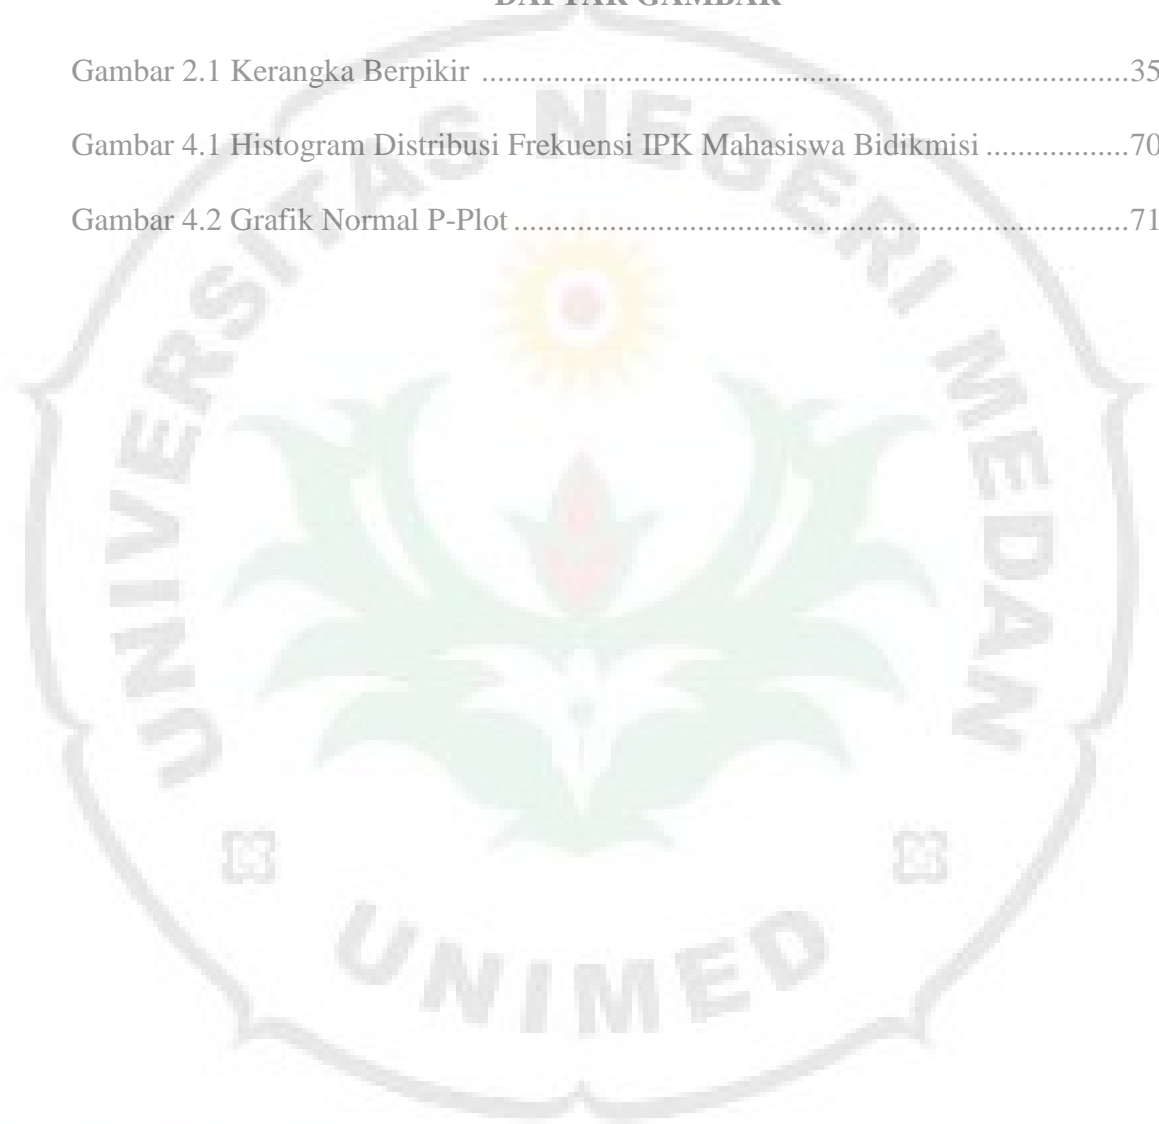 DAFTAR GAMBAR
Gambar 2.1 Kerangka Berpikir ................................................................................35
Gambar 4.1 Histogram Distribusi Frekuensi IPK Mahasiswa Bidikmisi ..................70
Gambar 4.2 Grafik Normal P-Plot .............................................................................71
UNIVERSITAS NEGERI MEDAN
UNIMED